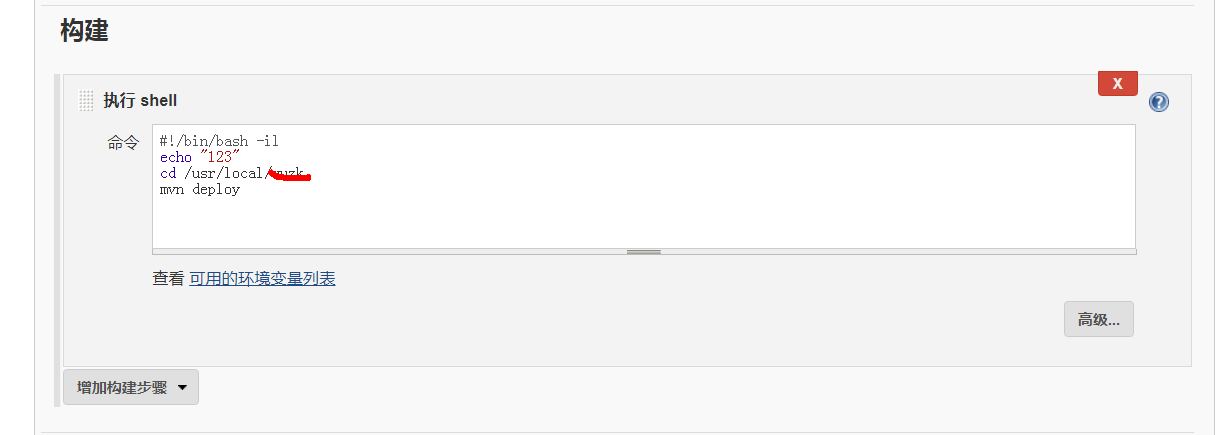 构建
执行 shell
X
?
命令
#!/bin/bash -il
echo "123"
cd /usr/local/
mvn deploy
查看 可用的环境变量列表
高级...
增加构建步骤